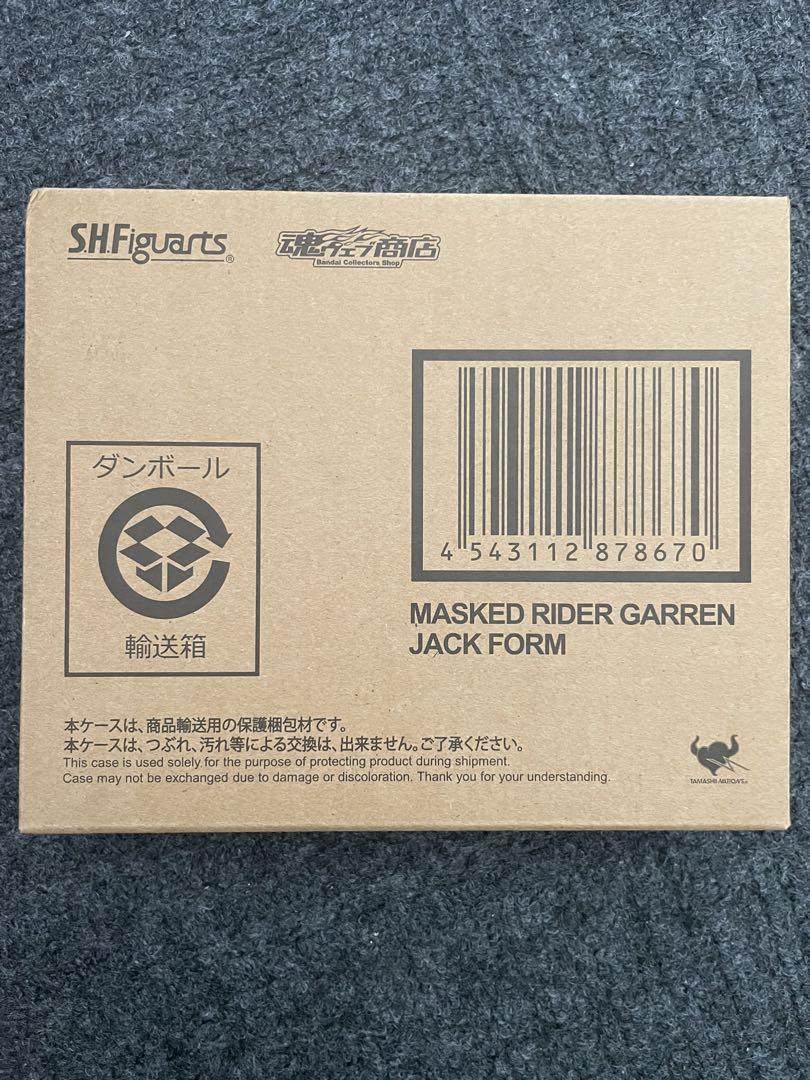 S.H.Figuarts®
魂ウェブ商店
Bandai Collectors Shop
4 543112 878670
MASKED RIDER GARREN
JACK FORM
ダンボール
輸送箱
本ケースは、商品輸送用の保護梱包材です。
本ケースは、つぶれ、汚れ等による交換は、出来ません。ご了承ください。
This case is used solely for the purpose of protecting product during shipment.
Case may not be exchanged due to damage or discoloration. Thank you for your understanding.
TAMASHII NATIONS